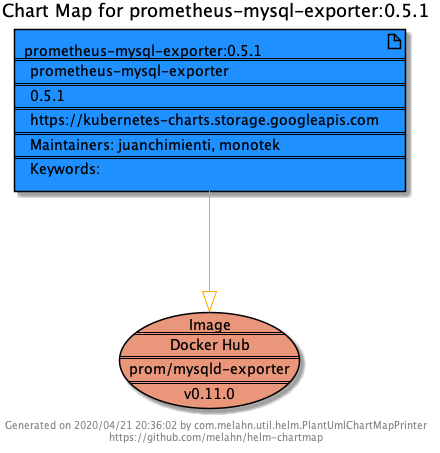 Chart Map for prometheus-mysql-exporter:0.5.1
prometheus-mysql-exporter:0.5.1
prometheus-mysql-exporter
0.5.1
https://kubernetes-charts.storage.googleapis.com
Maintainers: juanchimienti, monotek
Keywords:
Image
Docker Hub
prom/mysqld-exporter
v0.11.0
Generated on 2020/04/21 20:36:02 by com.melahn.util.helm.PlantUmlChartMapPrinter
https://github.com/melahn/helm-chartmap